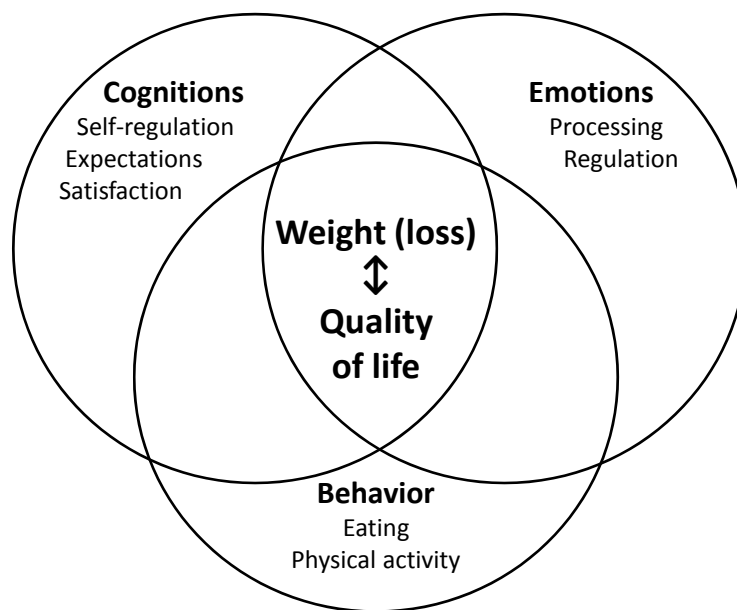 Cognitions
Self-regulation
Expectations
Satisfaction
Emotions
Processing
Regulation
Weight (loss)
↕
Quality
of life
Behavior
Eating
Physical activity